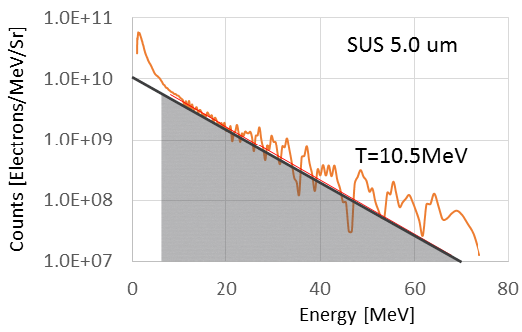 1.0E+11
SUS 5.0 um
1.0E+10
1.0E+09
T=10.5MeV
1.0E+08
1.0E+07
0 20 40 60 80
Energy [MeV]
Counts [Electrons/MeV/Sr]